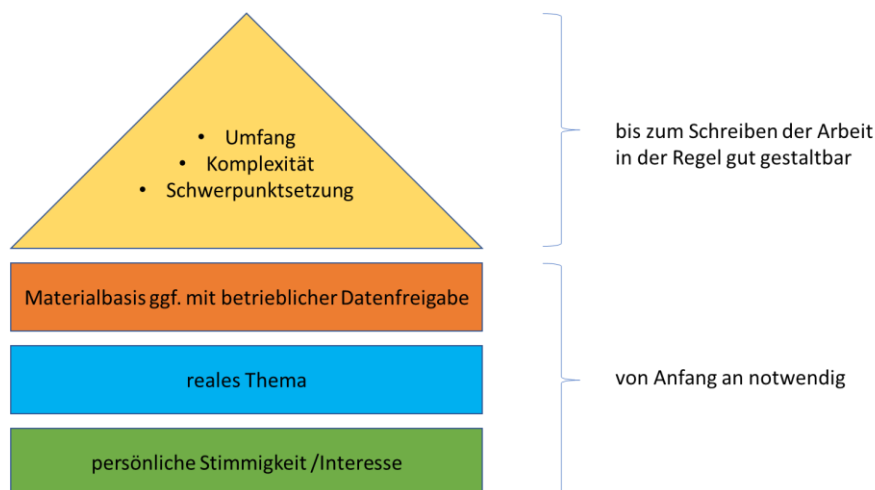 • Umfang
• Komplexität
• Schwerpunktsetzung
bis zum Schreiben der Arbeit
in der Regel gut gestaltbar
Materialbasis ggf. mit betrieblicher Datenfreigabe
reales Thema
von Anfang an notwendig
persönliche Stimmigkeit /Interesse